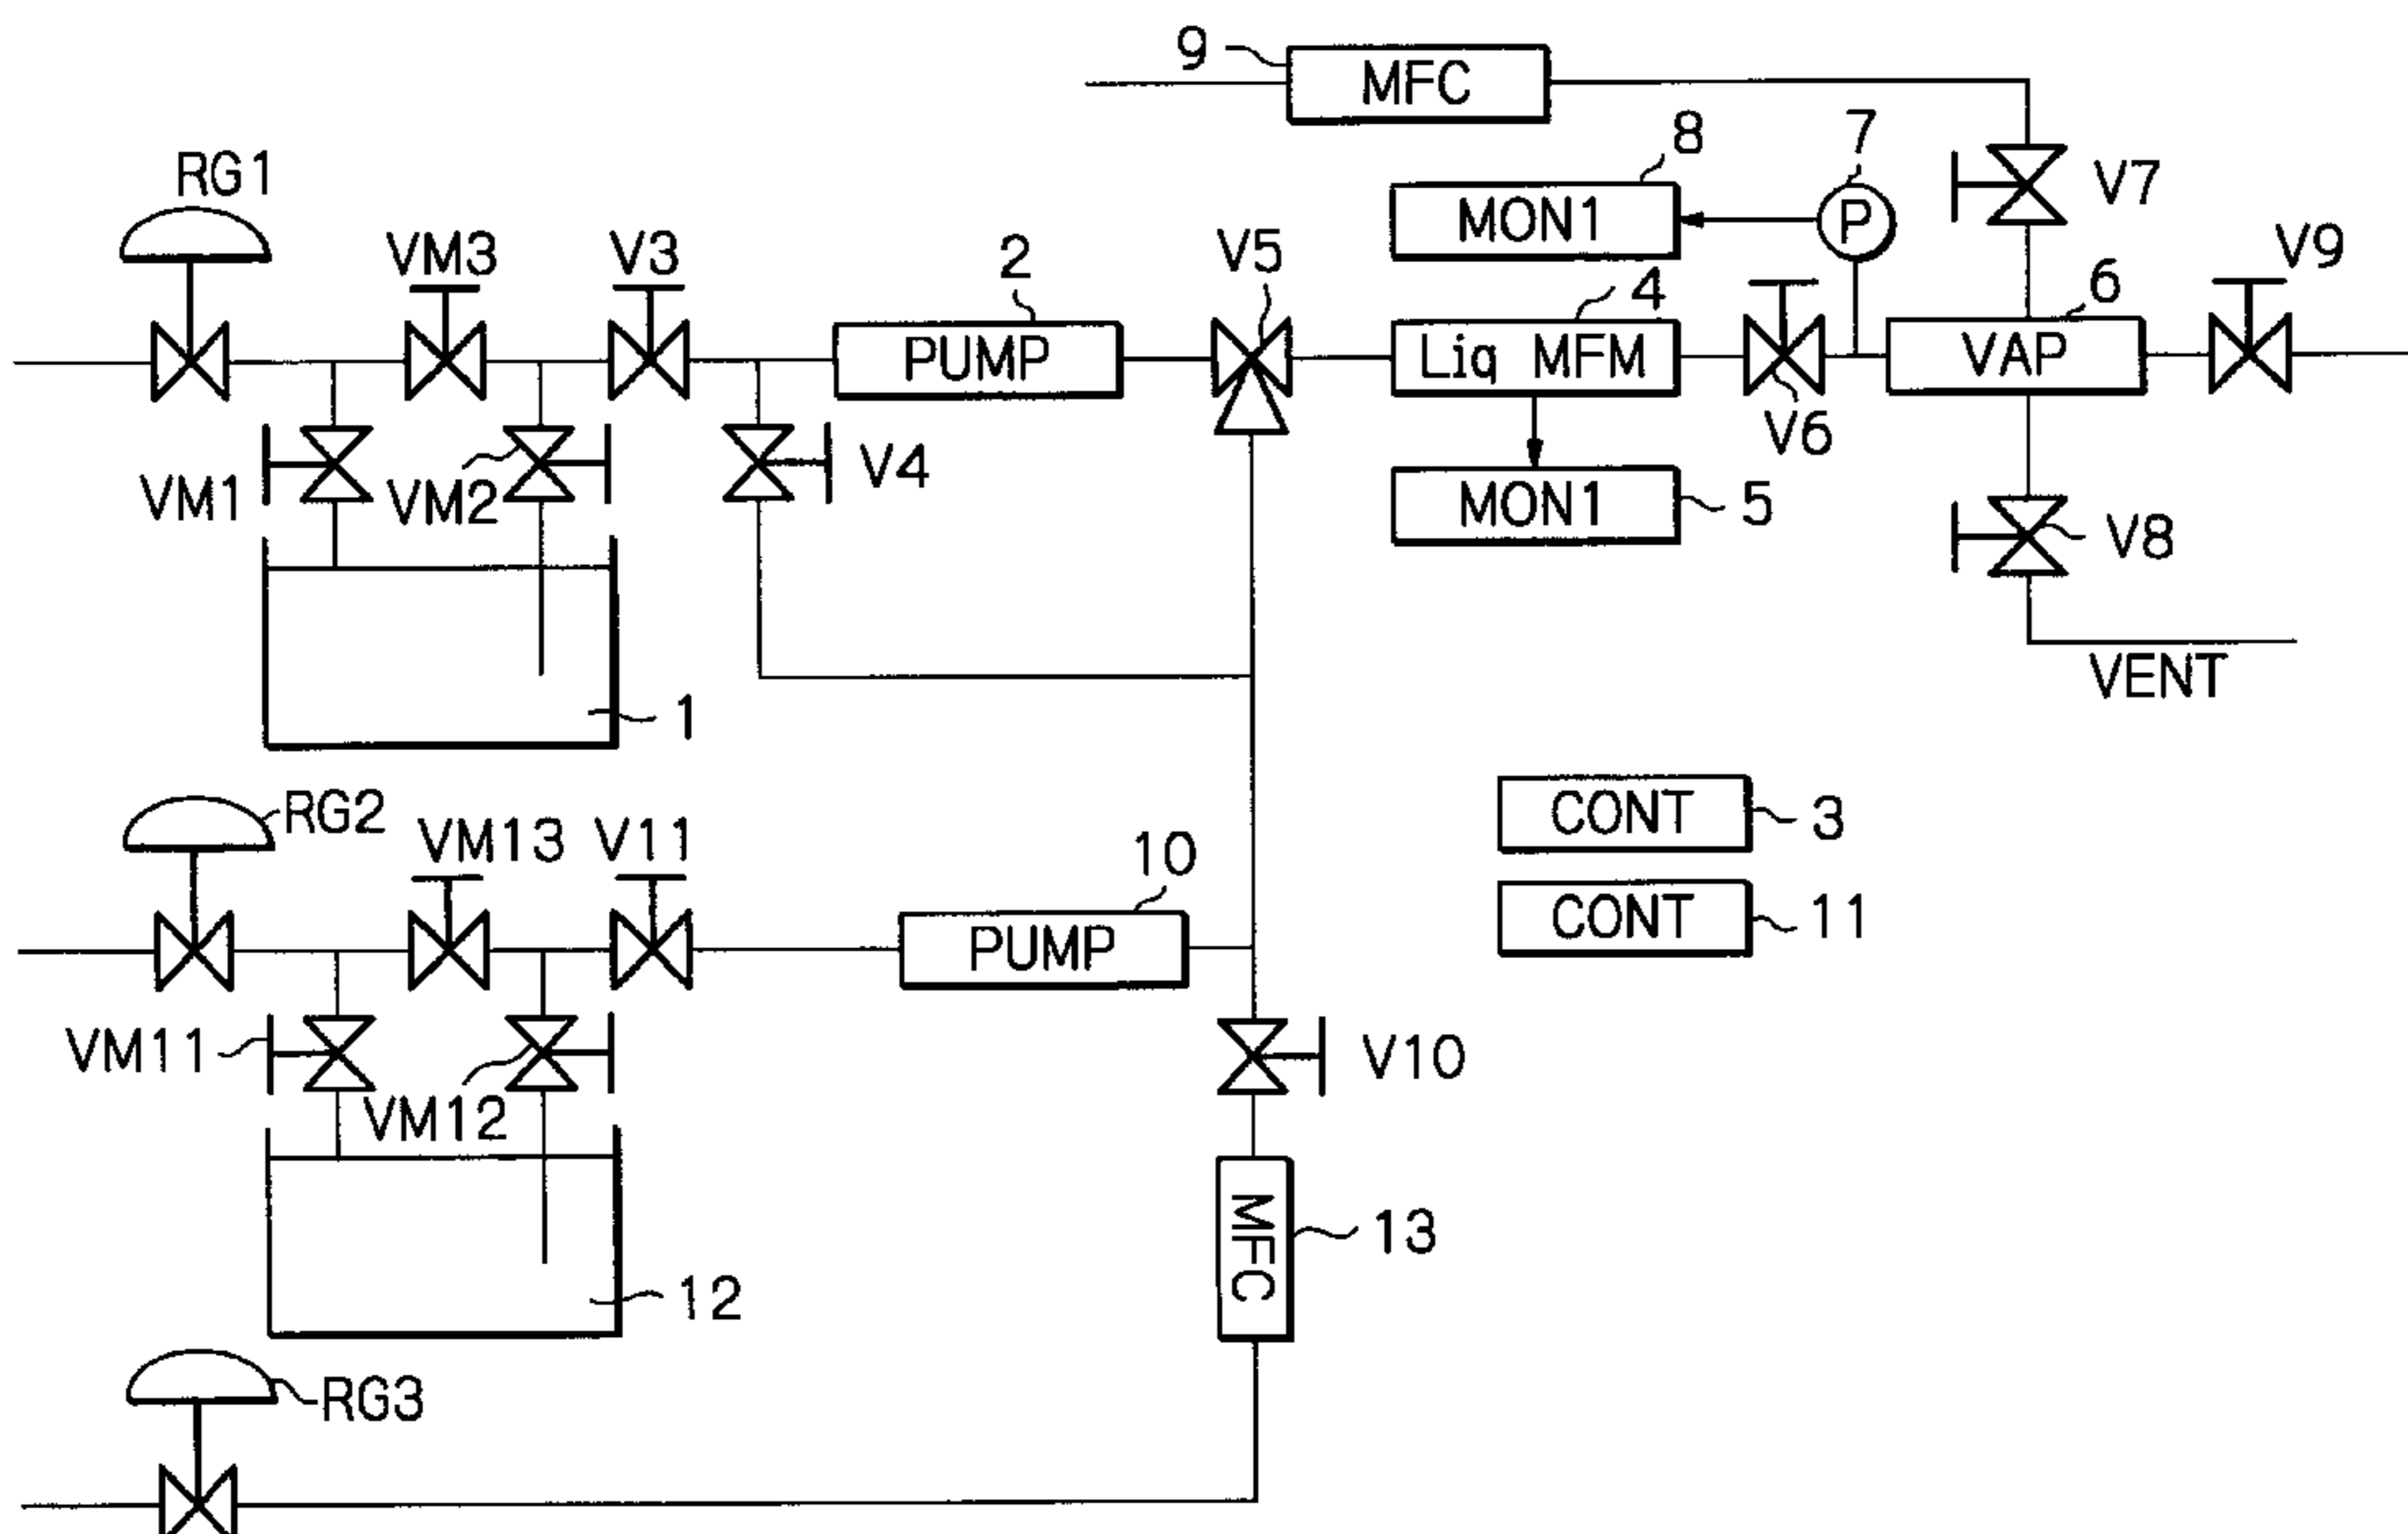 9
MFC
8
7
RG1
MON1
P
V7
VM3
V3
2
V5
4
6
V9
PUMP
Liq MFM
VAP
VM1
VM2
V4
V6
MON1
5
V8
1
VENT
RG2
VM13
V11
10
CONT
3
PUMP
CONT
11
VM11
VM12
V10
MFC
13
12
RG3